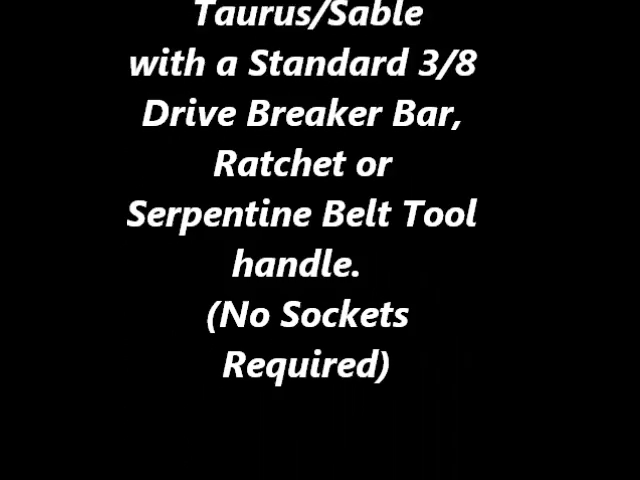 Taurus/Sable
with a Standard 3/8
Drive Breaker Bar,
Ratchet or
Serpentine Belt Tool
handle.
(No Sockets
Required)